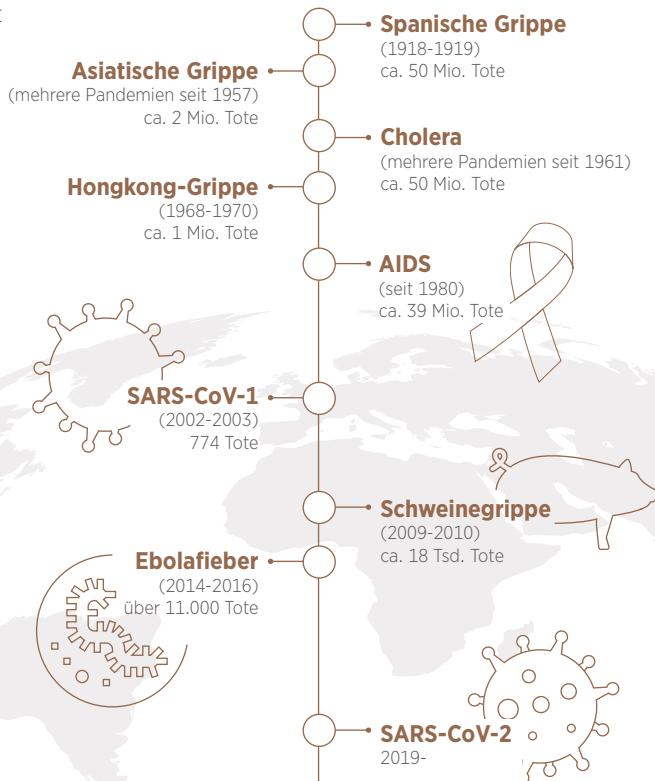 Spanische Grippe
(1918-1919)
ca. 50 Mio. Tote
Asiatische Grippe
(mehrere Pandemien seit 1957)
ca. 2 Mio. Tote
Cholera
(mehrere Pandemien seit 1961)
ca. 50 Mio. Tote
Hongkong-Grippe
(1968-1970)
ca. 1 Mio. Tote
AIDS
(seit 1980)
ca. 39 Mio. Tote
SARS-CoV-1
(2002-2003)
774 Tote
Schweinegrippe
(2009-2010)
ca. 18 Tsd. Tote
Ebolafieber
(2014-2016)
über 11.000 Tote
SARS-CoV-2
2019-